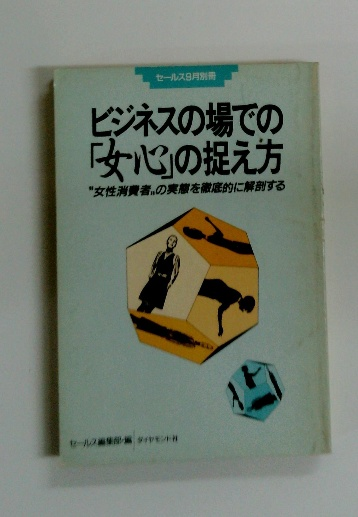 セールス9月別冊
ビジネスの場での
「女心」の捉え方
"女性消費者"の実態を徹底的に解剖する
セールス編集部・編 ダイヤモンド社